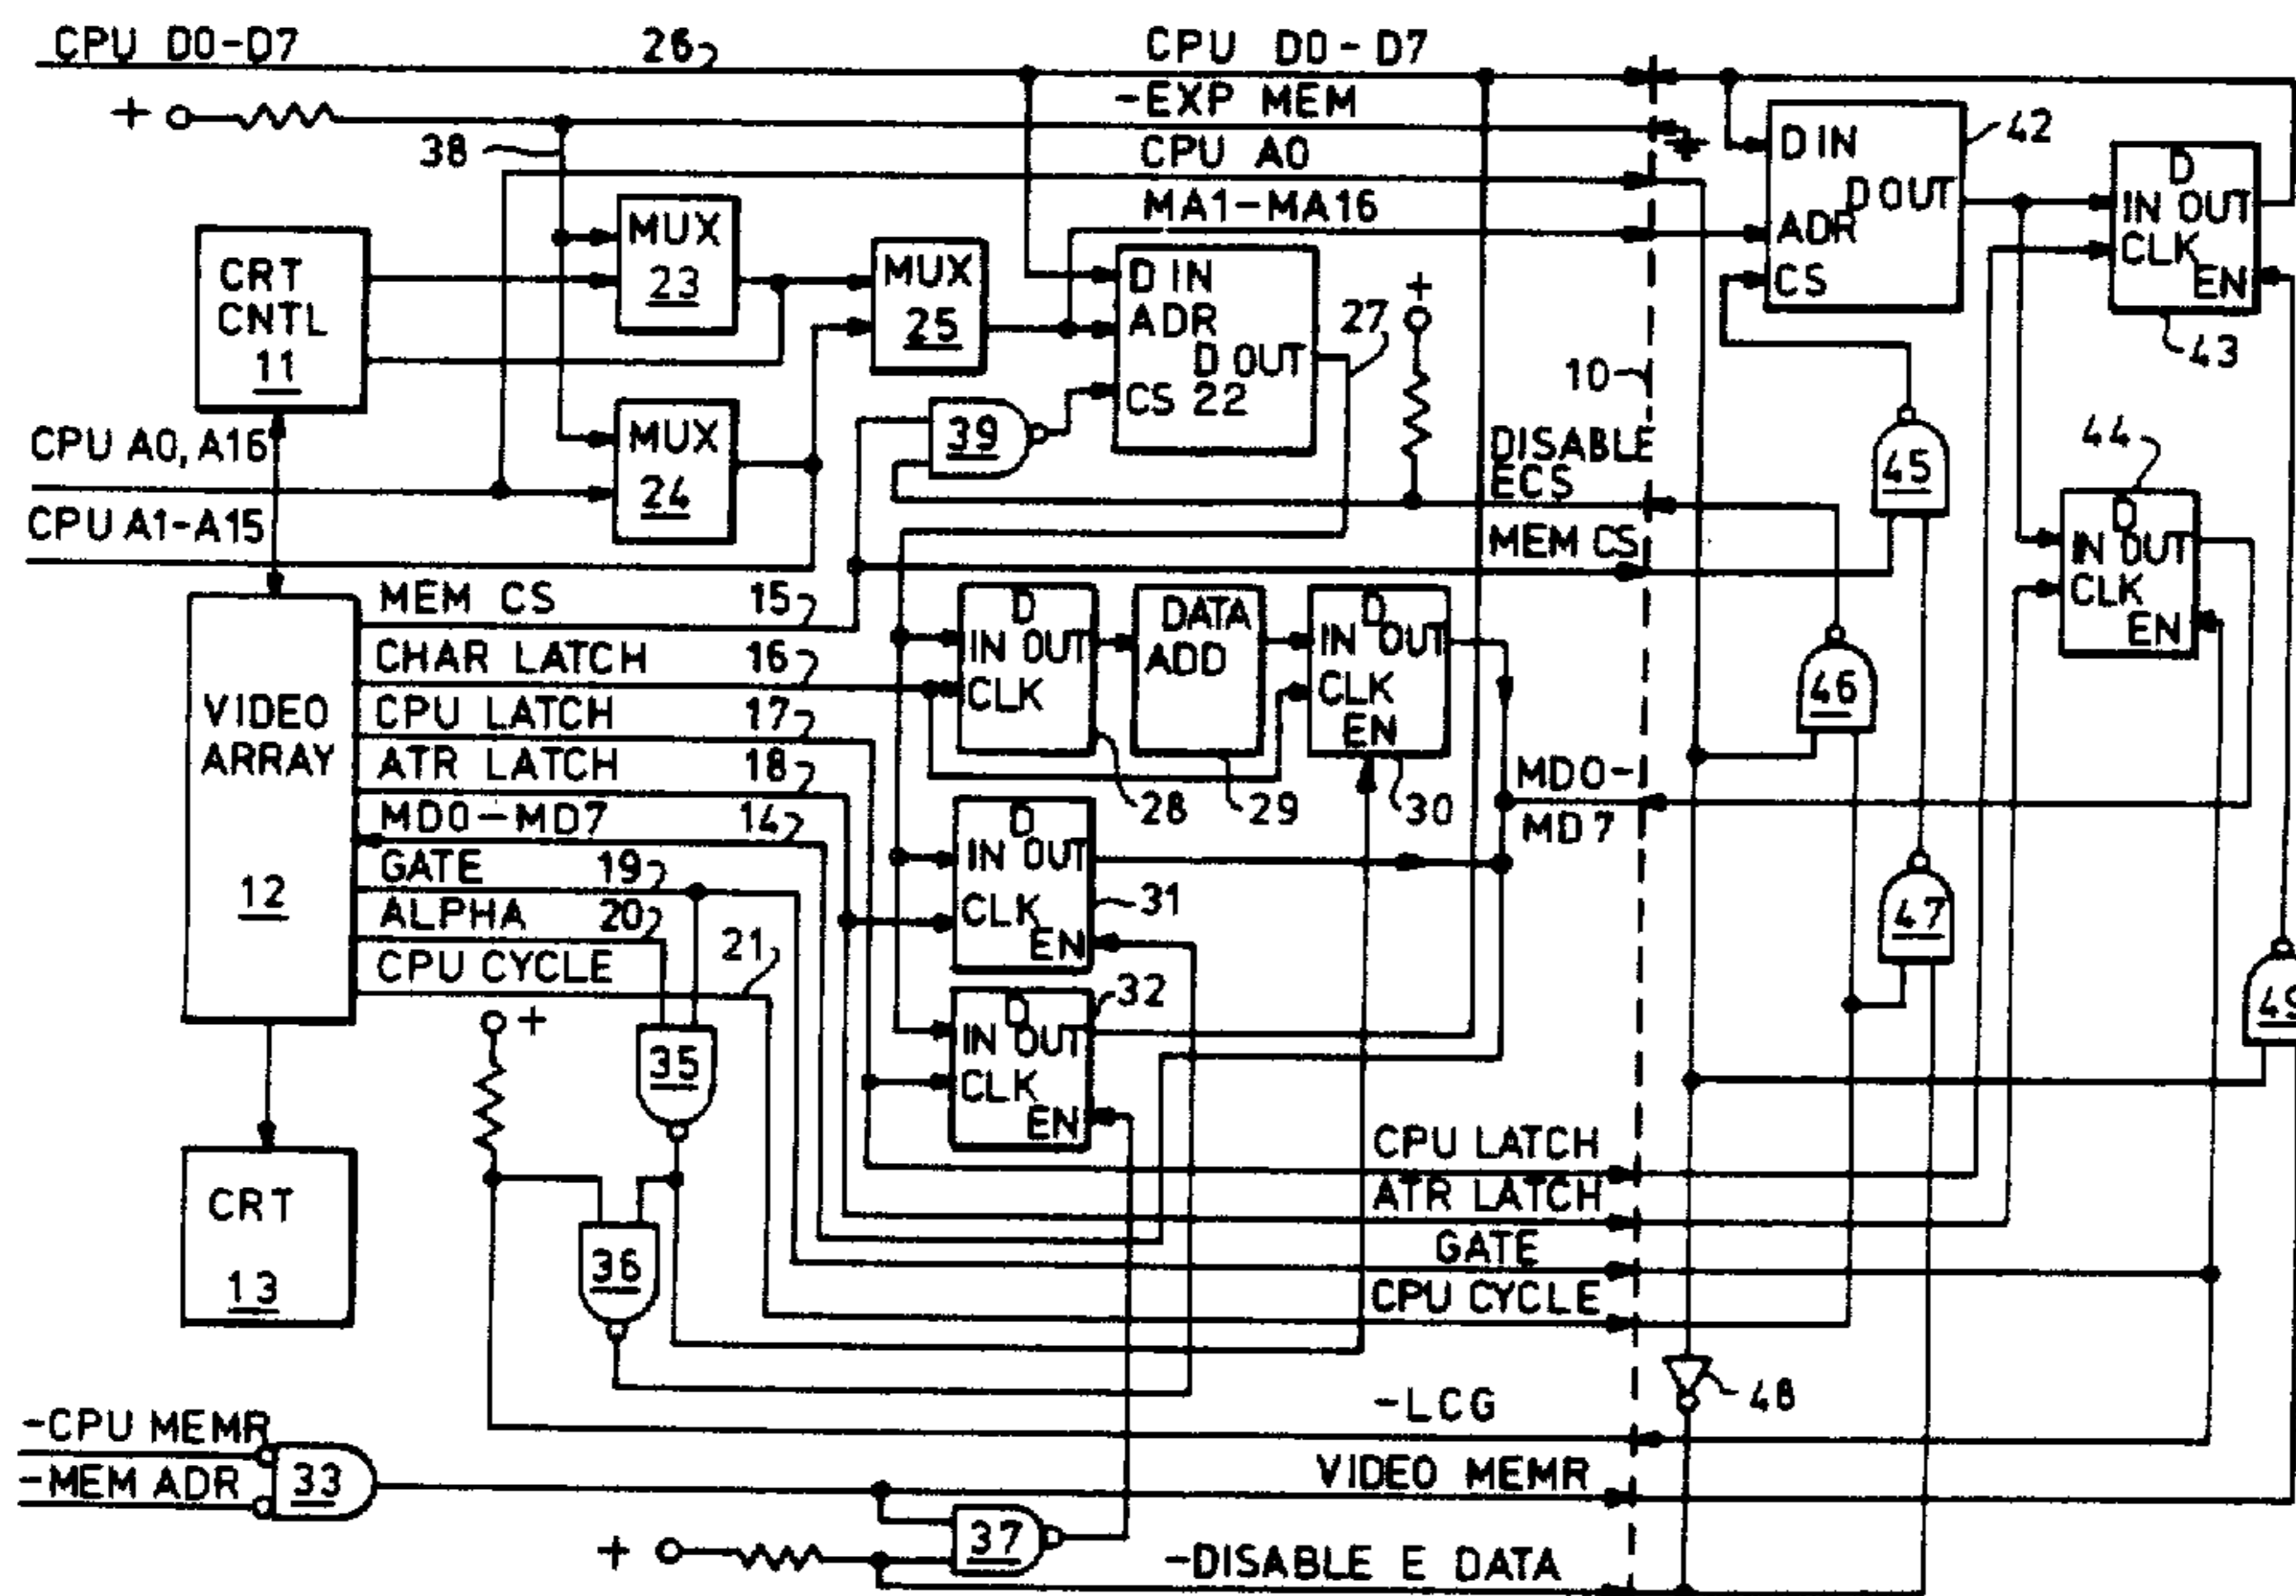 CPU D0-D7
26
CPU D0-D7
+
-EXP MEM
38
CPU A0
MA1-MA16
CRT CNTL
11
MUX
23
MUX
25
D IN
ADR
D OUT
CS 22
+
27
10
D IN
D OUT
ADR
CS
42
D
IN OUT
CLK
EN
43
CPU A0, A16
MUX
24
39
DISABLE
ECS
45
44
CPU A1-A15
MEM CS
D
IN OUT
CLK
EN
VIDEO
ARRAY
12
MEM CS 15
CHAR LATCH 16
CPU LATCH 17
ATR LATCH 18
MD0-MD7 14
GATE 19
ALPHA 20
CPU CYCLE 21
D
IN OUT
CLK
28
DATA
ADD
29
D
IN OUT
CLK
EN
30
46
MD0-
MD7
D
IN OUT
CLK
EN
31
47
+
35
D
IN OUT
CLK
EN
32
CRT
13
36
CPU LATCH
ATR LATCH
GATE
CPU CYCLE
48
-LCG
-CPU MEMR
-MEM ADR
33
VIDEO MEMR
+
37
-DISABLE E DATA